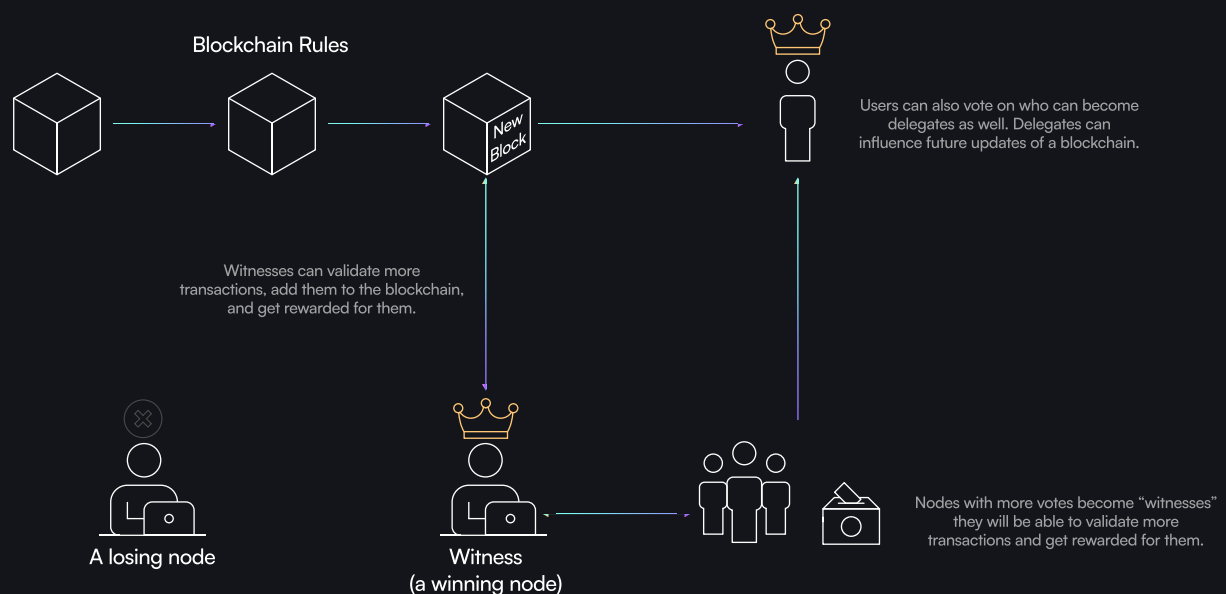 Blockchain Rules
New
Block
Users can also vote on who can become
delegates as well. Delegates can
influence future updates of a blockchain.
Witnesses can validate more
transactions, add them to the blockchain,
and get rewarded for them.
A losing node
Witness
(a winning node)
Nodes with more votes become “witnesses”
they will be able to validate more
transactions and get rewarded for them.